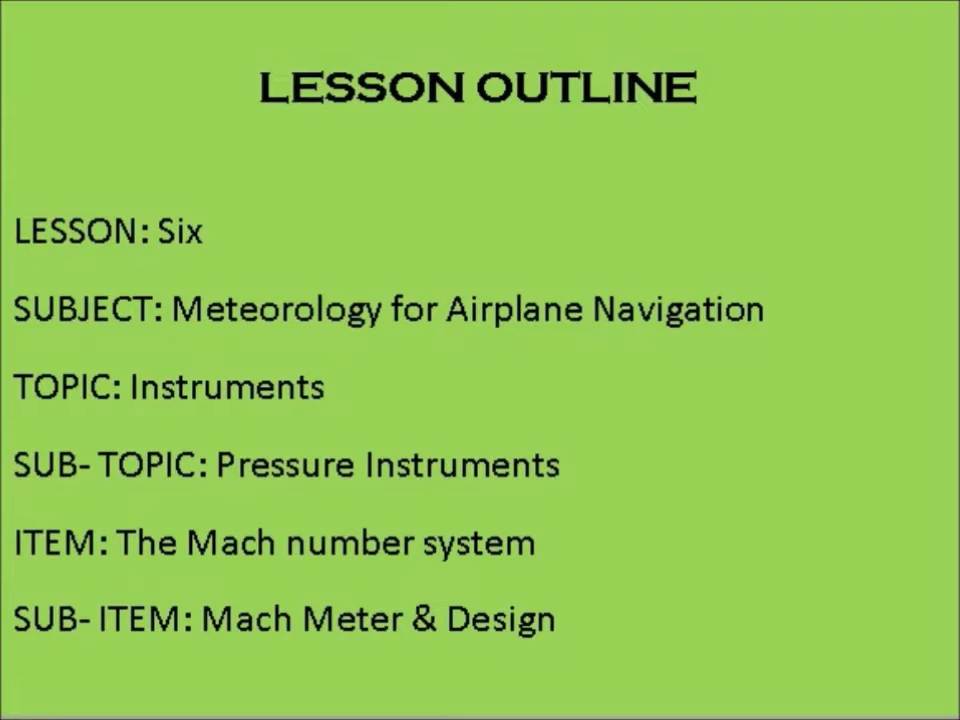 LESSON OUTLINE
LESSON: Six
SUBJECT: Meteorology for Airplane Navigation
TOPIC: Instruments
SUB- TOPIC: Pressure Instruments
ITEM: The Mach number system
SUB- ITEM: Mach Meter & Design